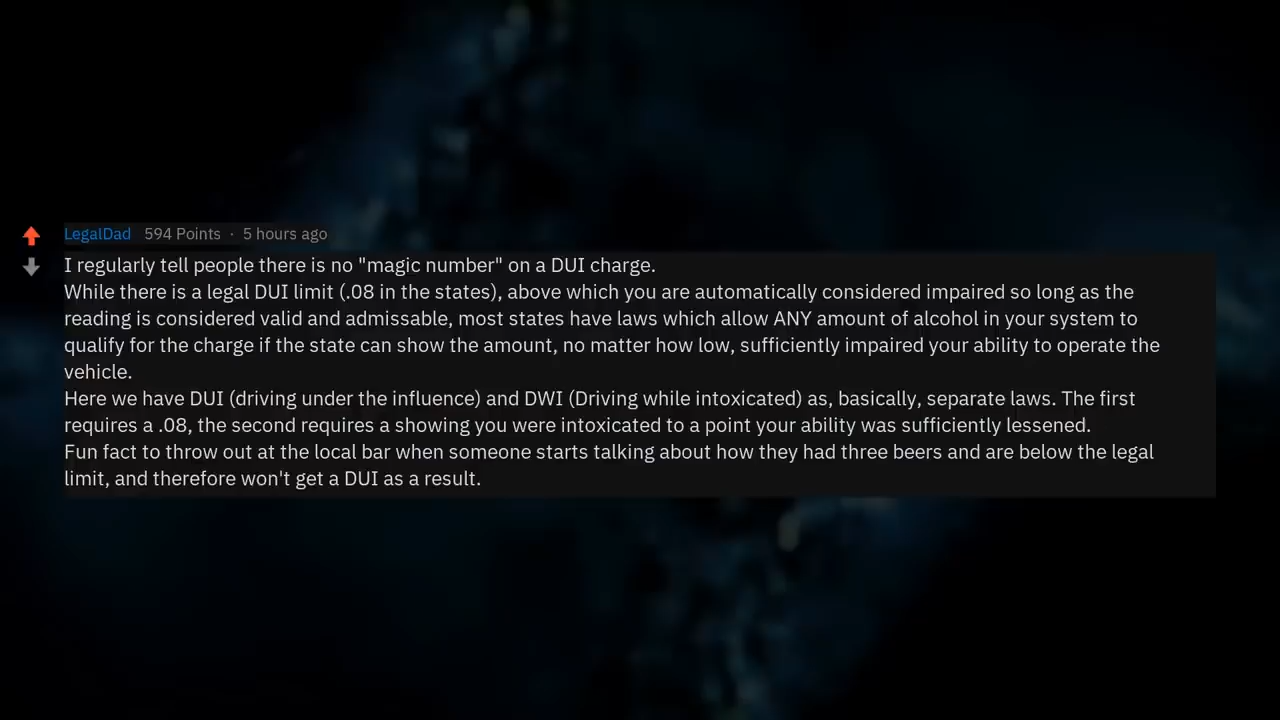 LegalDad 594 Points · 5 hours ago
I regularly tell people there is no "magic number" on a DUI charge.
While there is a legal DUI limit (.08 in the states), above which you are automatically considered impaired so long as the
reading is considered valid and admissable, most states have laws which allow ANY amount of alcohol in your system to
qualify for the charge if the state can show the amount, no matter how low, sufficiently impaired your ability to operate the
vehicle.
Here we have DUI (driving under the influence) and DWI (Driving while intoxicated) as, basically, separate laws. The first
requires a .08, the second requires a showing you were intoxicated to a point your ability was sufficiently lessened.
Fun fact to throw out at the local bar when someone starts talking about how they had three beers and are below the legal
limit, and therefore won't get a DUI as a result.